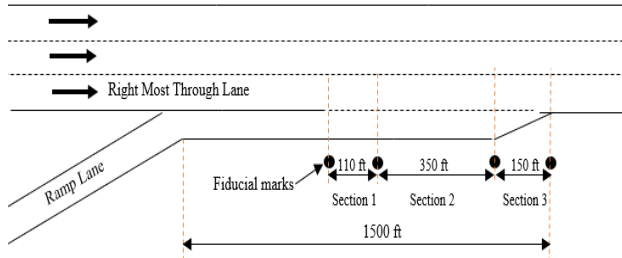 Right Most Through Lane
Ramp Lane
Fiducial marks
110 ft
350 ft
150 ft
Section 1
Section 2
Section 3
1500 ft